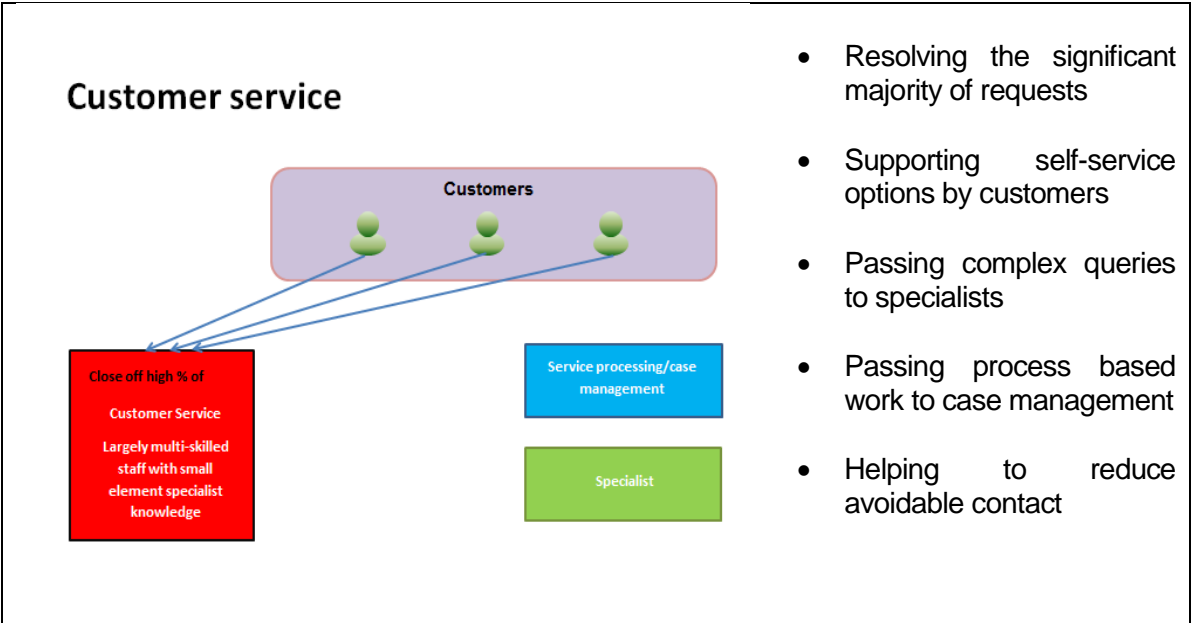 Customer service
Customers
Close off high % of
Customer Service
Largely multi-skilled
staff with small
element specialist
knowledge
Service processing/case
management
Specialist
• Resolving the significant
majority of requests
• Supporting self-service
options by customers
• Passing complex queries
to specialists
• Passing process based
work to case management
• Helping to reduce
avoidable contact